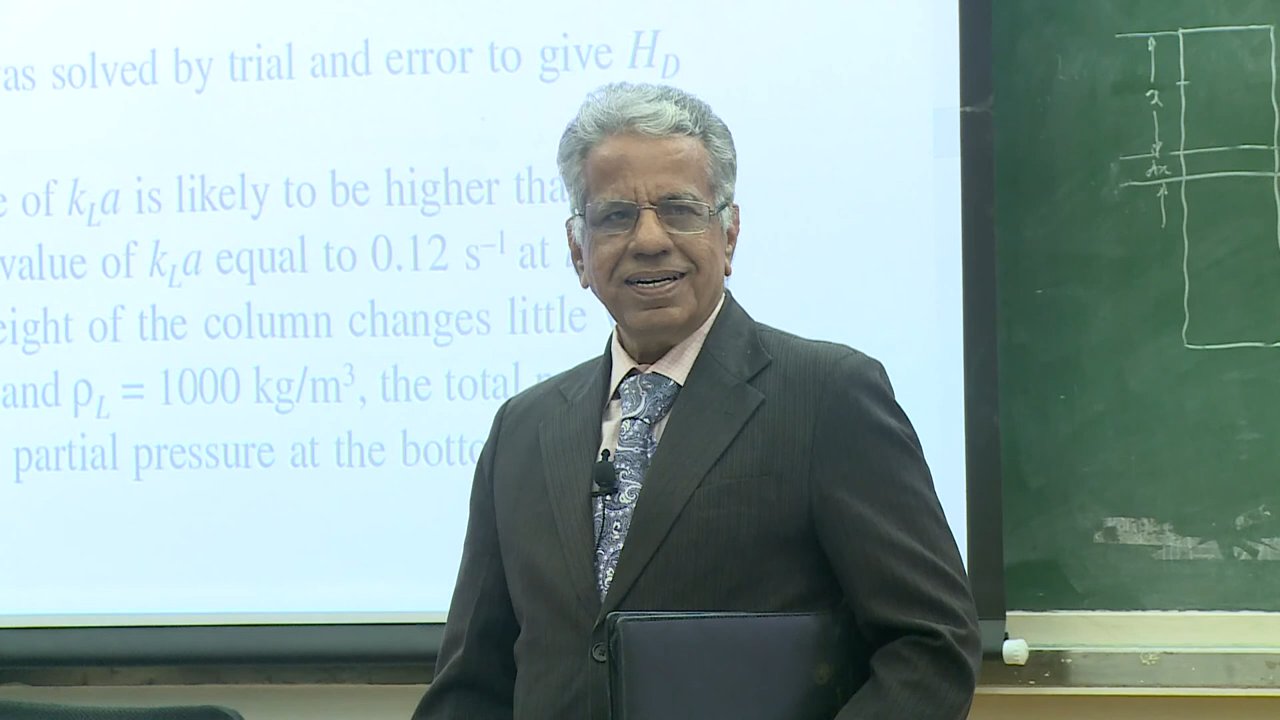 as solved by trial and error to give H_D
of k_La is likely to be higher
value of k_La equal to 0.12 s⁻¹ at
eight of the column changes little
and ρ_L = 1000 kg/m³, the total
partial pressure at the
x
Δx